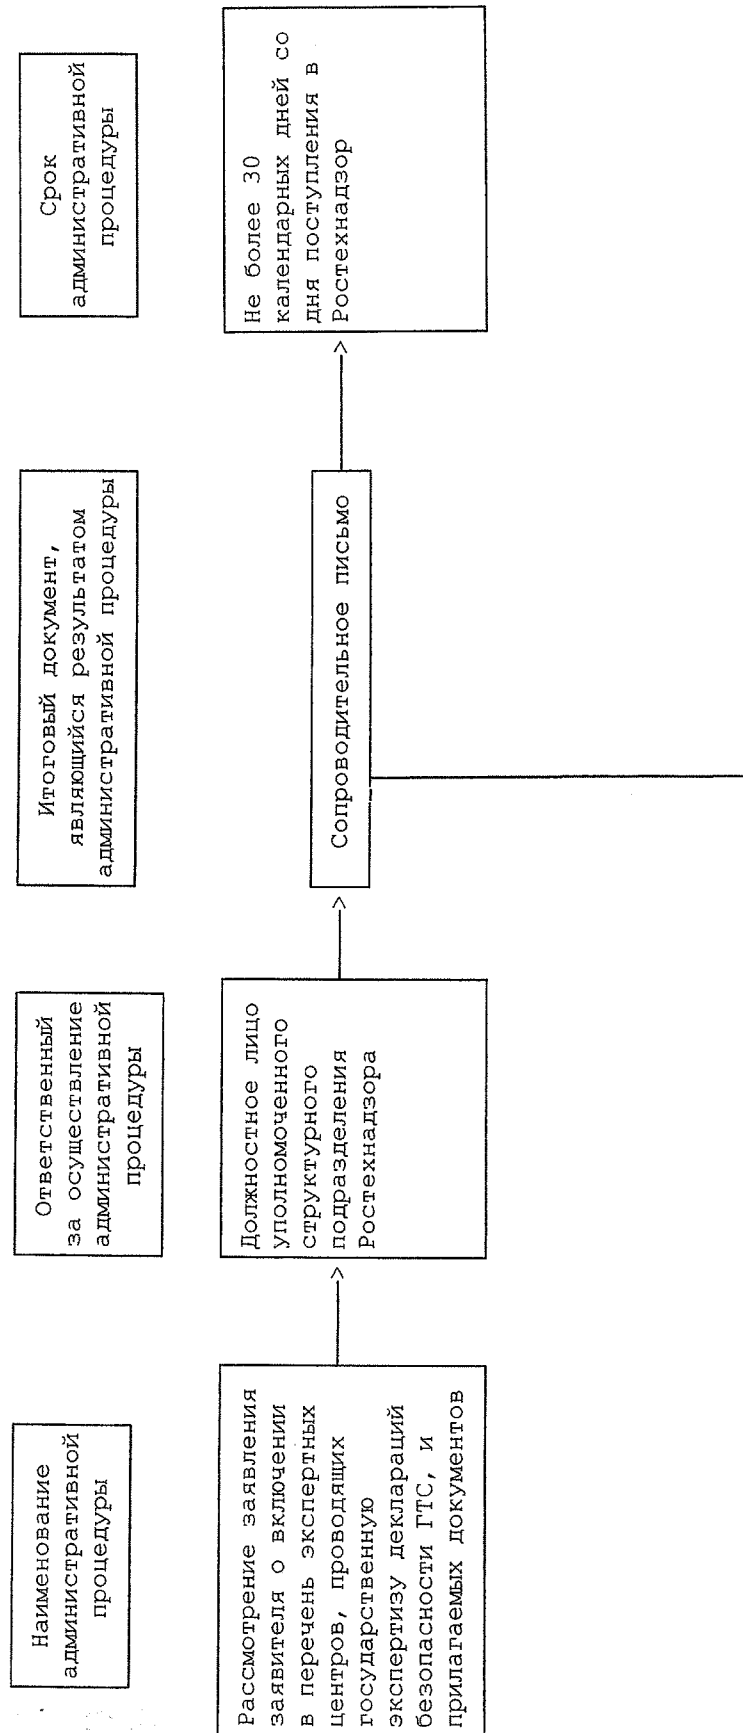 Наименование
административной
процедуры
Ответственный
за осуществление
административной
процедуры
Итоговый документ,
являющийся результатом
административной процедуры
Срок
административной
процедуры
Рассмотрение заявления
заявителя о включении
в перечень экспертных
центров, проводящих
государственную
экспертизу деклараций
безопасности ГТС, и
прилагаемых документов
Должностное лицо
уполномоченного
структурного
подразделения
Ростехнадзора
Сопроводительное письмо
Не более 30
календарных дней со
дня поступления в
Ростехнадзор